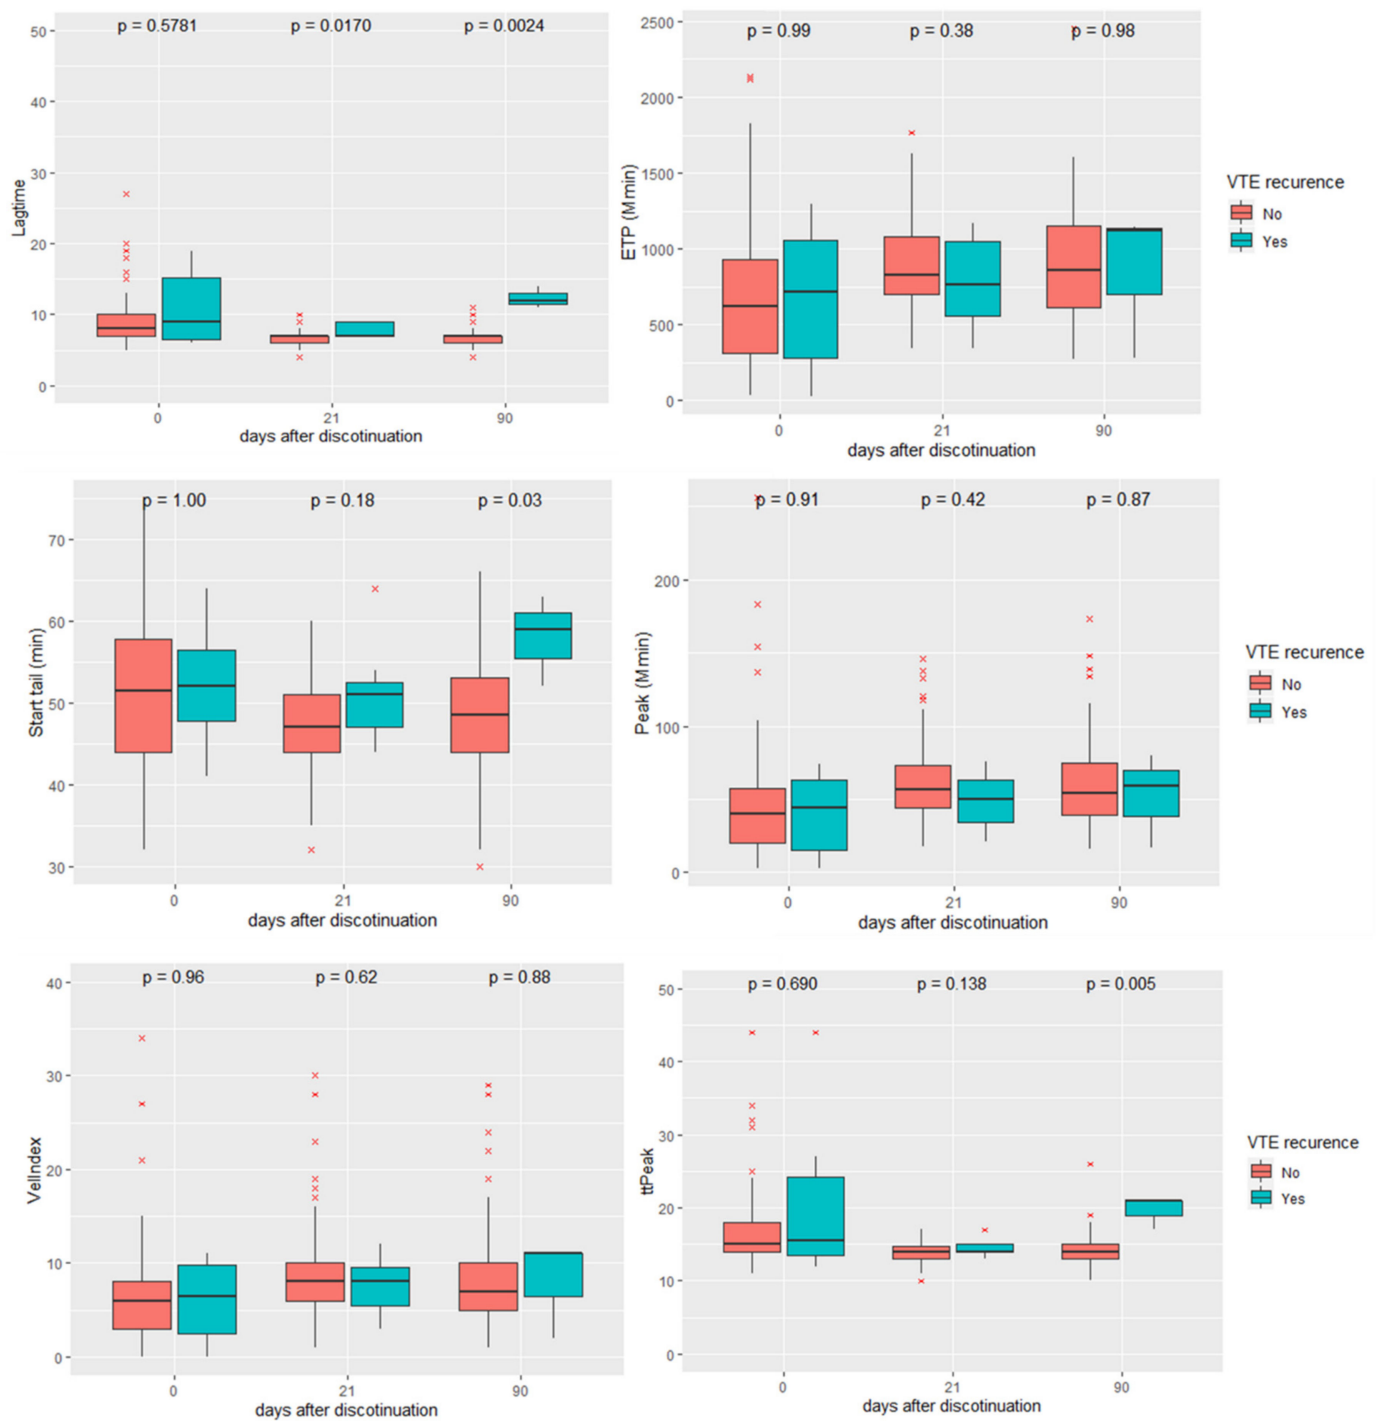 p = 0.5781 p = 0.0170 p = 0.0024
50
40
30
20
10
0
Lagtime
0 21 90
days after discotinuation
p = 0.99 p = 0.38 p = 0.98
2500
2000
1500
1000
500
0
ETP (M min)
0 21 90
days after discotinuation
VTE recurence
No
Yes
p = 1.00 p = 0.18 p = 0.03
70
60
50
40
30
Start tail (min)
0 21 90
days after discotinuation
p = 0.91 p = 0.42 p = 0.87
200
100
0
Peak (M min)
0 21 90
days after discotinuation
VTE recurence
No
Yes
p = 0.96 p = 0.62 p = 0.88
40
30
20
10
0
VelIndex
0 21 90
days after discotinuation
p = 0.690 p = 0.138 p = 0.005
50
40
30
20
10
0
ttPeak
0 21 90
days after discotinuation
VTE recurence
No
Yes